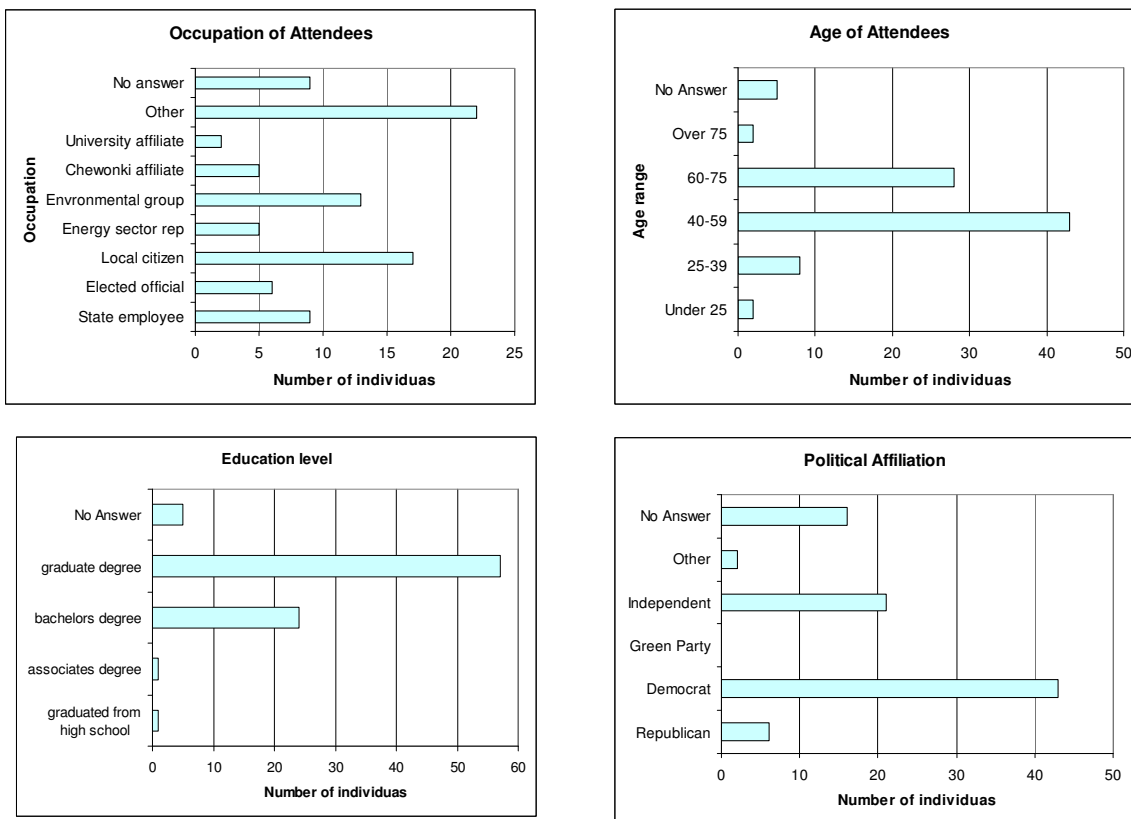 Occupation of Attendees
No answer
Other
University affiliate
Chewonki affiliate
Envronmental group
Energy sector rep
Local citizen
Elected official
State employee
Occupation
0 5 10 15 20 25
Number of individuas
Age of Attendees
No Answer
Over 75
60-75
40-59
25-39
Under 25
Age range
0 10 20 30 40 50
Number of individuas
Education level
No Answer
graduate degree
bachelors degree
associates degree
graduated from
high school
0 10 20 30 40 50 60
Number of individuas
Political Affiliation
No Answer
Other
Independent
Green Party
Democrat
Republican
0 10 20 30 40 50
Number of individuas